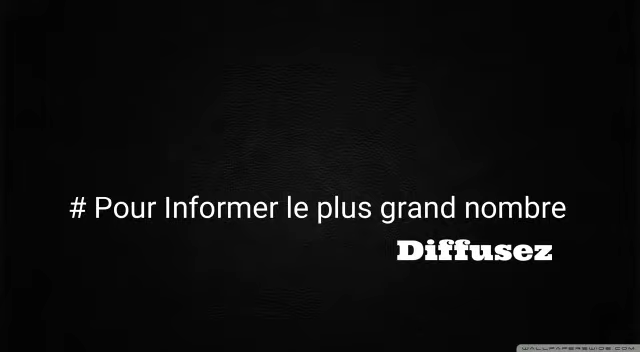 # Pour Informer le plus grand nombre
Diffusez
WALLPAPERSWIDE.COM